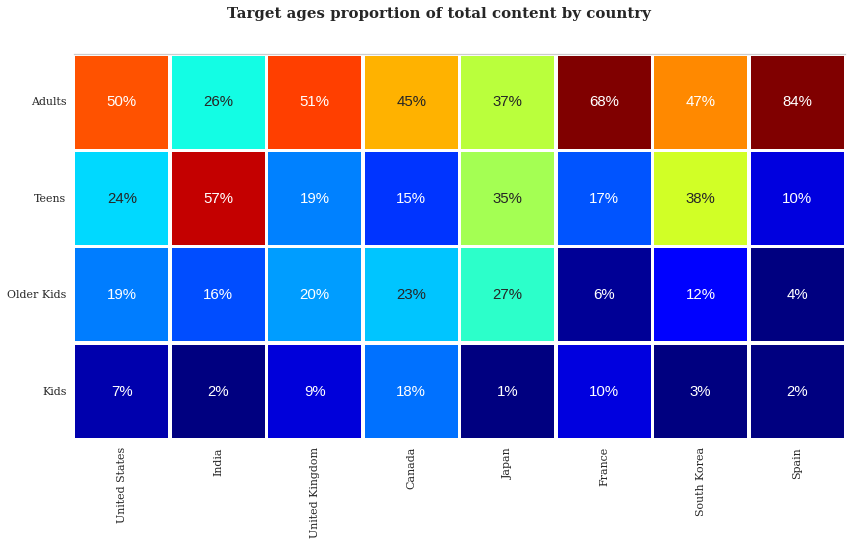 Target ages proportion of total content by country
Adults 50% 26% 51% 45% 37% 68% 47% 84%
Teens 24% 57% 19% 15% 35% 17% 38% 10%
Older Kids 19% 16% 20% 23% 27% 6% 12% 4%
Kids 7% 2% 9% 18% 1% 10% 3% 2%
United States
India
United Kingdom
Canada
Japan
France
South Korea
Spain